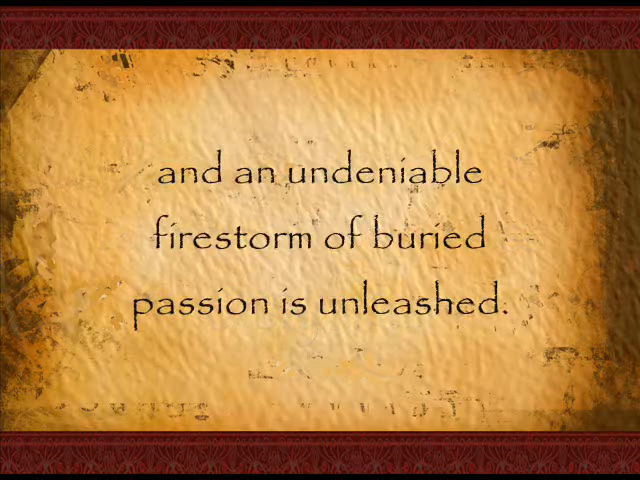 and an undeniable
firestorm of buried
passion is unleashed.